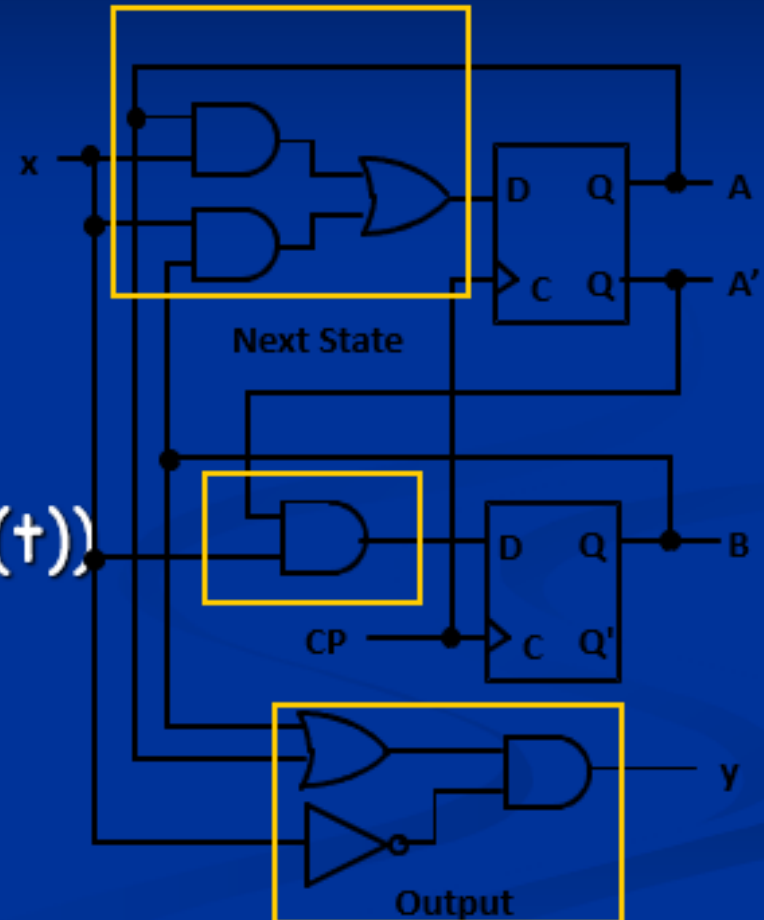 x
D Q A
C Q A’
Next State
(t))
D Q B
CP
C Q'
y
Output